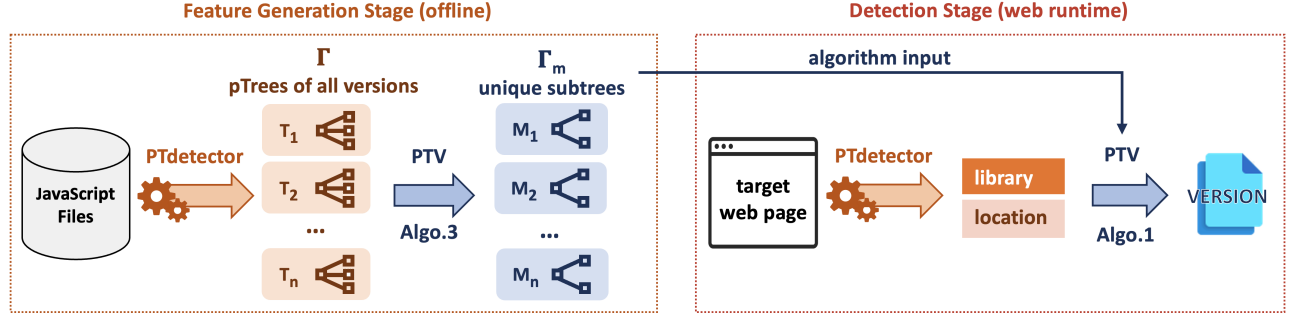 Feature Generation Stage (offline)
Detection Stage (web runtime)
Γ
pTrees of all versions
Γm
unique subtrees
algorithm input
JavaScript
Files
PTdetector
T1
T2
...
Tn
PTV
Algo.3
M1
M2
...
Mn
target
web page
PTdetector
library
location
PTV
Algo.1
VERSION